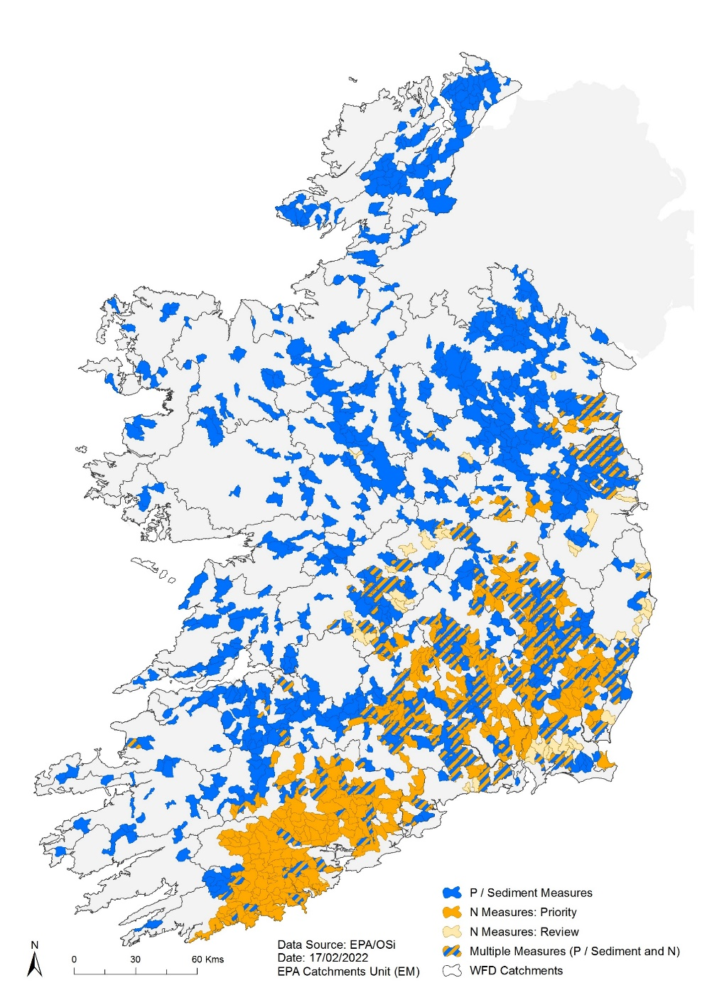 P / Sediment Measures
N Measures: Priority
N Measures: Review
Multiple Measures (P / Sediment and N)
WFD Catchments
N
0 30 60 Kms
Data Source: EPA/OSi
Date: 17/02/2022
EPA Catchments Unit (EM)